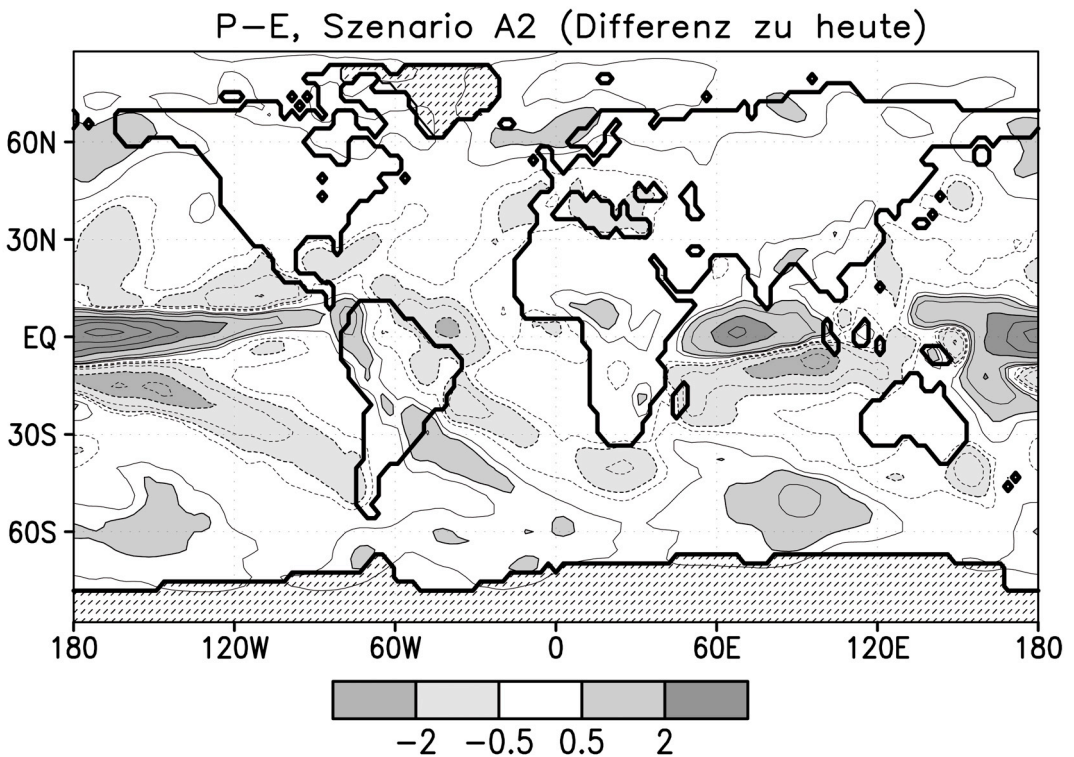 P−E, Szenario A2 (Differenz zu heute)
60N
30N
EQ
30S
60S
180 120W 60W 0 60E 120E 180
−2 −0.5 0.5 2